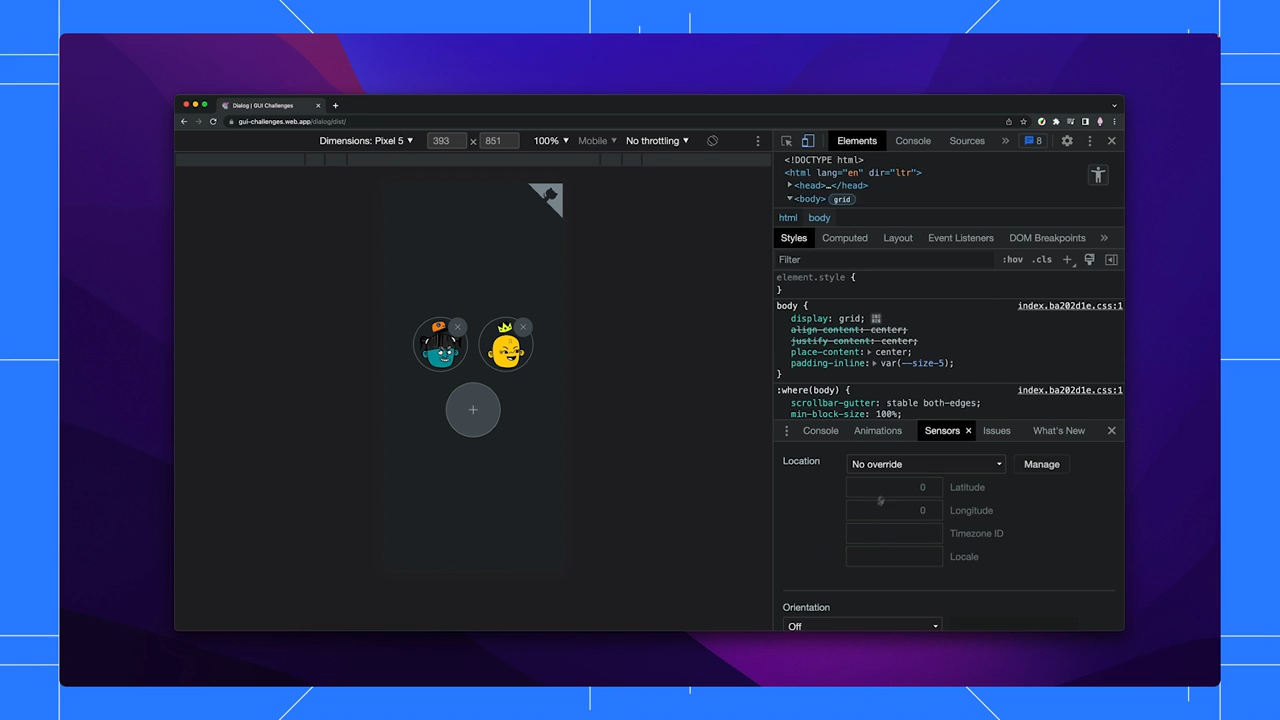 Dialog | GUI Challenges
gui-challenges.web.app/dialog/dist/
Dimensions: Pixel 5 393 × 851 100% Mobile No throttling
Elements Console Sources 8
<!DOCTYPE html>
<html lang="en" dir="ltr">
<head>…</head>
<body> grid
html body
Styles Computed Layout Event Listeners DOM Breakpoints
Filter :hov .cls
element.style {
}
body { index.ba202d1e.css:1
display: grid;
align-content: center;
justify-content: center;
place-content: center;
padding-inline: var(--size-5);
}
:where(body) { index.ba202d1e.css:1
scrollbar-gutter: stable both-edges;
min-block-size: 100%;
Console Animations Sensors Issues What's New
Location No override Manage
0 Latitude
0 Longitude
Timezone ID
Locale
Orientation
Off